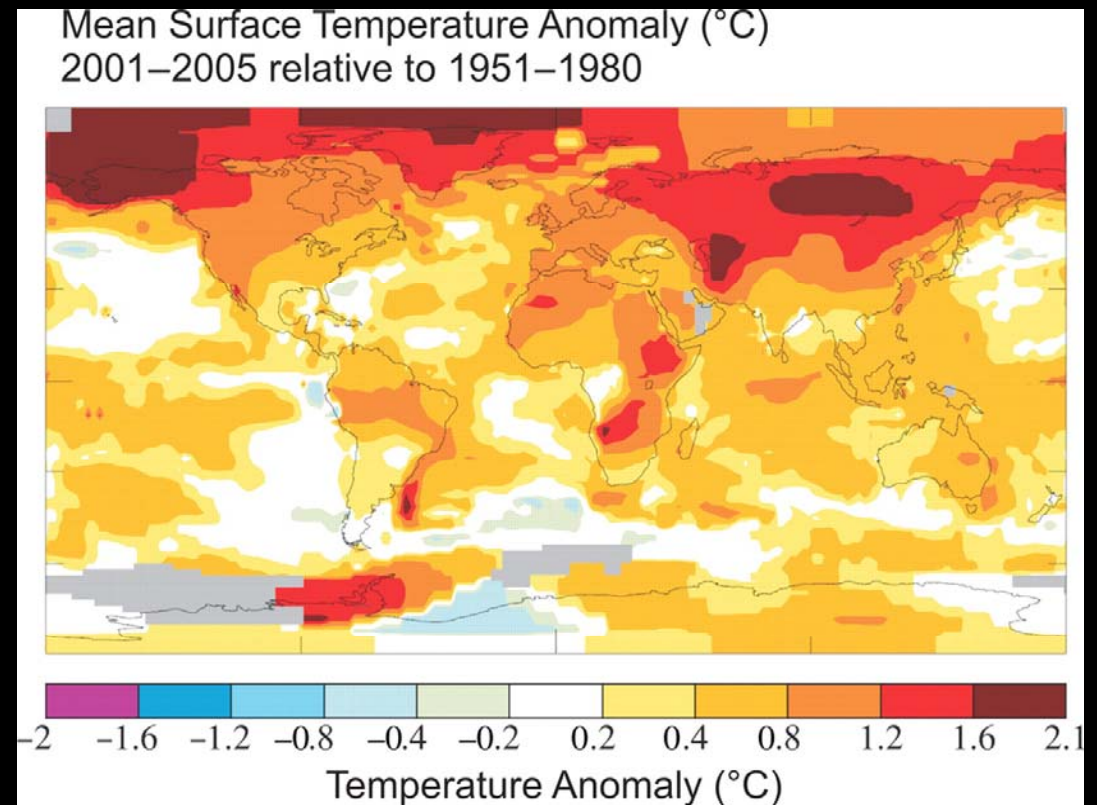 Mean Surface Temperature Anomaly (°C)
2001–2005 relative to 1951–1980
–2 –1.6 –1.2 –0.8 –0.4 –0.2 0.2 0.4 0.8 1.2 1.6 2.1
Temperature Anomaly (°C)